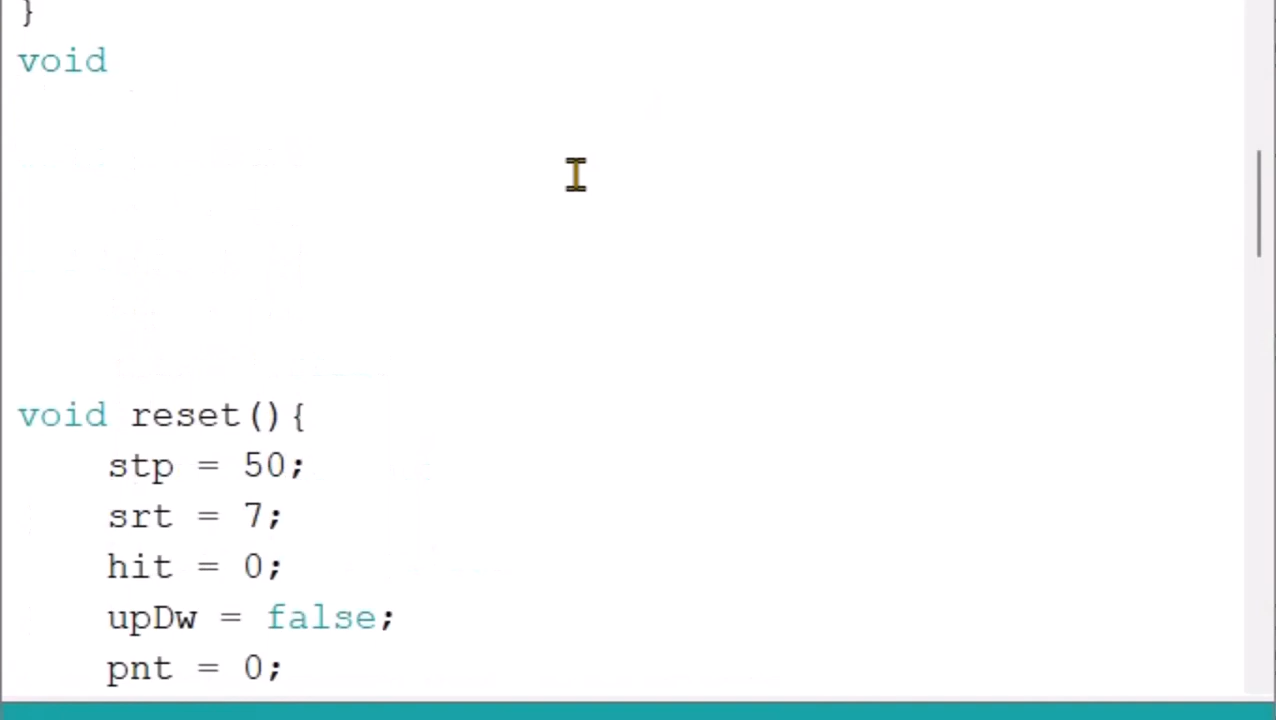 }
void
void reset(){
stp = 50;
srt = 7;
hit = 0;
upDw = false;
pnt = 0;